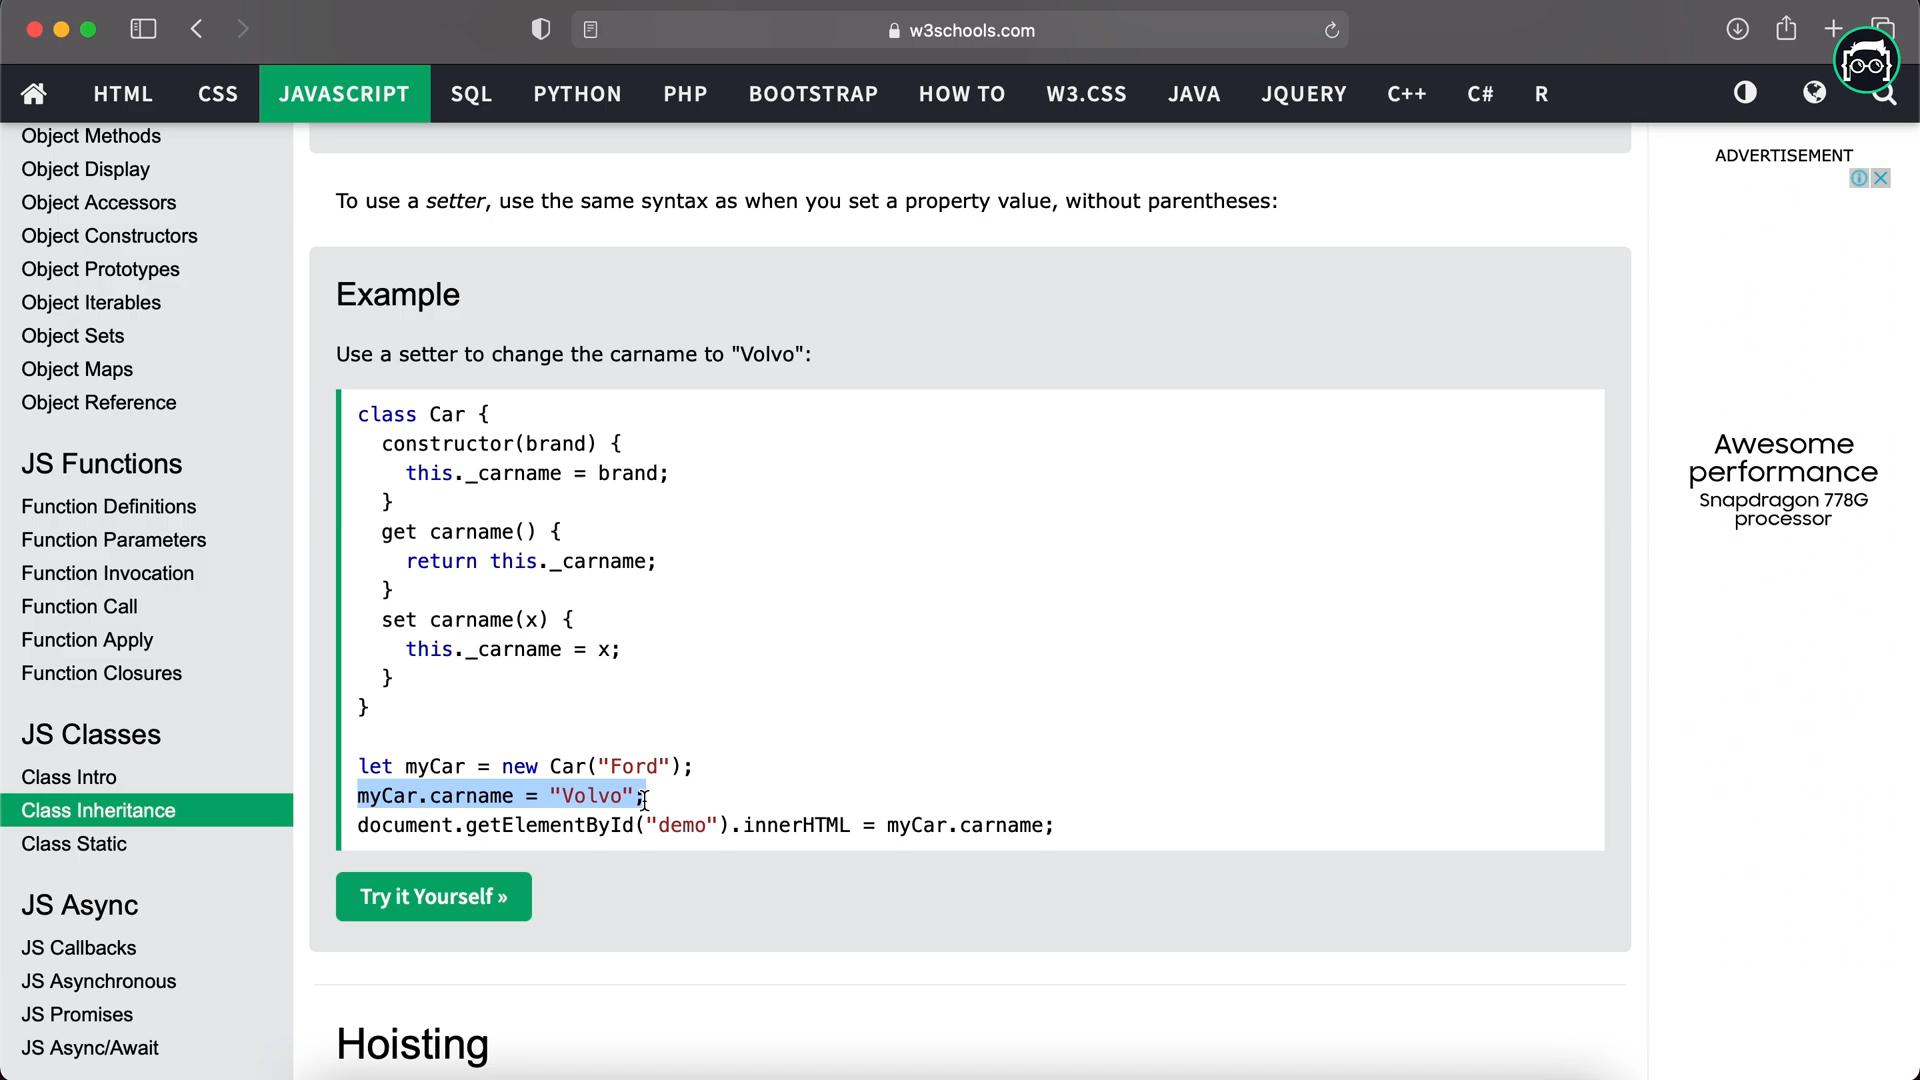 w3schools.com
HTML CSS JAVASCRIPT SQL PYTHON PHP BOOTSTRAP HOW TO W3.CSS JAVA JQUERY C++ C# R
Object Methods
Object Display
Object Accessors
Object Constructors
Object Prototypes
Object Iterables
Object Sets
Object Maps
Object Reference
JS Functions
Function Definitions
Function Parameters
Function Invocation
Function Call
Function Apply
Function Closures
JS Classes
Class Intro
Class Inheritance
Class Static
JS Async
JS Callbacks
JS Asynchronous
JS Promises
JS Async/Await
To use a setter, use the same syntax as when you set a property value, without parentheses:
Example
Use a setter to change the carname to "Volvo":
class Car {
  constructor(brand) {
    this._carname = brand;
  }
  get carname() {
    return this._carname;
  }
  set carname(x) {
    this._carname = x;
  }
}
let myCar = new Car("Ford");
myCar.carname = "Volvo";
document.getElementById("demo").innerHTML = myCar.carname;
Try it Yourself »
Hoisting
ADVERTISEMENT
Awesome
performance
Snapdragon 778G
processor